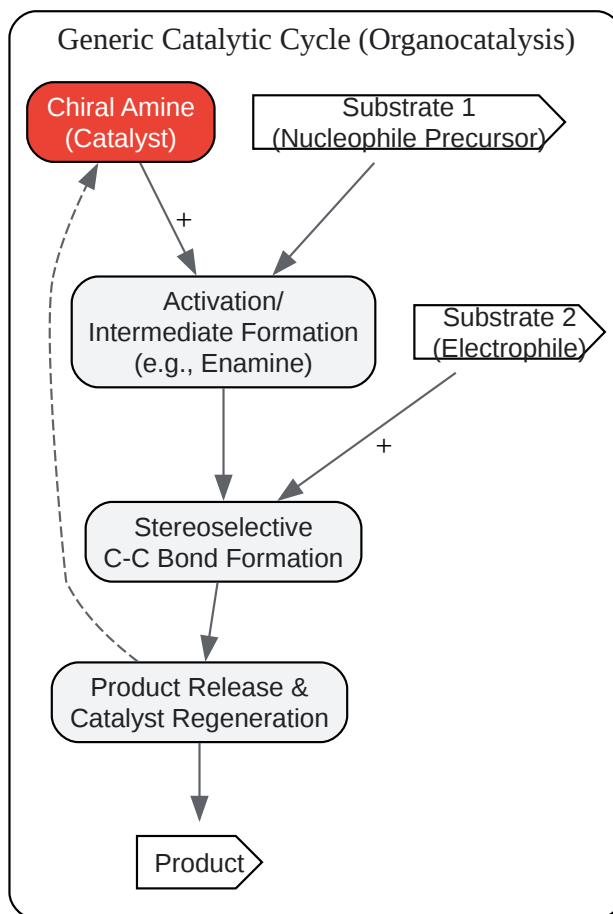 Generic Catalytic Cycle (Organocatalysis)
Chiral Amine
(Catalyst)
Substrate 1
(Nucleophile Precursor)
+
Activation/
Intermediate Formation
(e.g., Enamine)
Substrate 2
(Electrophile)
+
Stereoselective
C-C Bond Formation
Product Release &
Catalyst Regeneration
Product